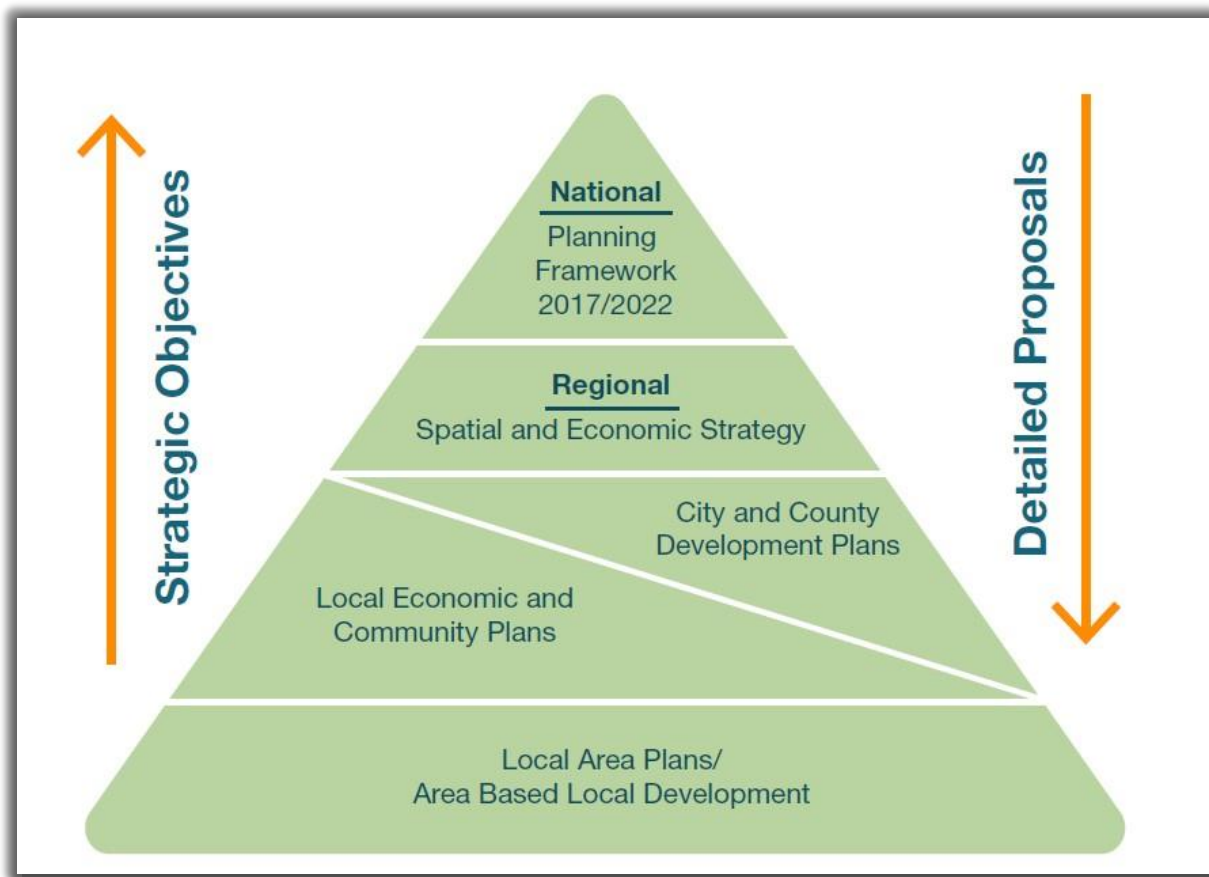 Strategic Objectives
National
Planning
Framework
2017/2022
Regional
Spatial and Economic Strategy
City and County
Development Plans
Local Economic and
Community Plans
Local Area Plans/
Area Based Local Development
Detailed Proposals